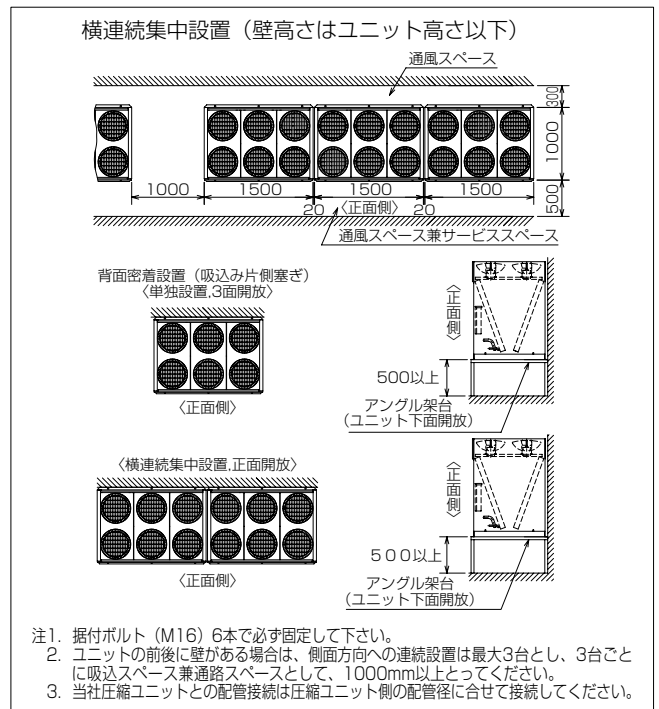 横連続集中設置（壁高さはユニット高さ以下）
通風スペース
300
1000
500
1000
1500
1500
1500
20
〈正面側〉
20
通風スペース兼サービススペース
背面密着設置（吸込み片側塞ぎ）
〈単独設置,3面開放〉
〈正面側〉
〈正面側〉
500以上
アングル架台
（ユニット下面開放）
〈横連続集中設置,正面開放〉
〈正面側〉
〈正面側〉
５００以上
アングル架台
（ユニット下面開放）
注1. 据付ボルト（M16）6本で必ず固定して下さい。
2. ユニットの前後に壁がある場合は、側面方向への連続設置は最大3台とし、3台ごと
に吸込スペース兼通路スペースとして、1000mm以上とってください。
3. 当社圧縮ユニットとの配管接続は圧縮ユニット側の配管径に合せて接続してください。